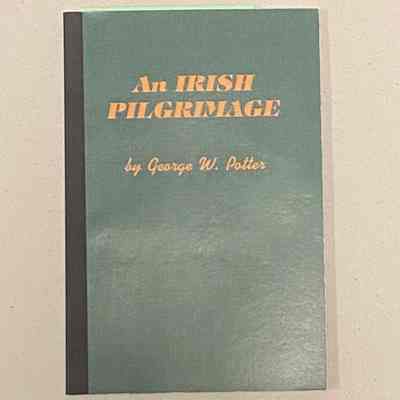 An IRISH
PILGRIMAGE
by George W. Potter